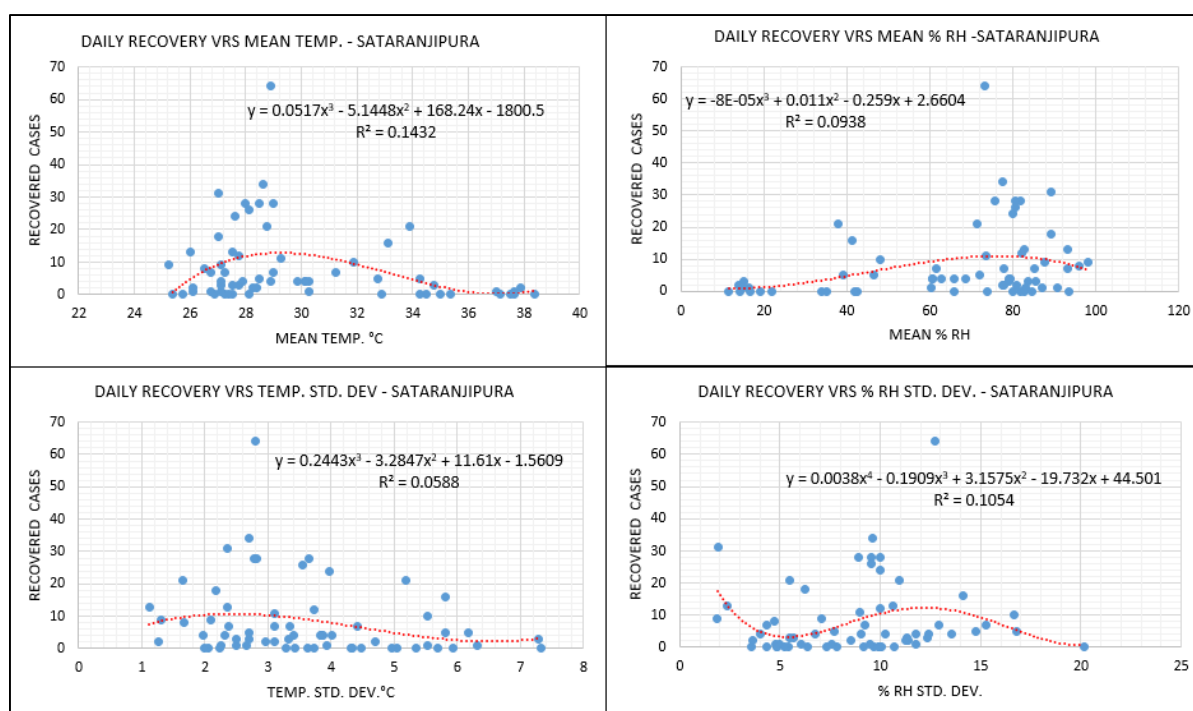 DAILY RECOVERY VRS MEAN TEMP. - SATARANJIPURA
70
60
50
40
30
20
10
0
RECOVERED CASES
y = 0.0517x³ - 5.1448x² + 168.24x - 1800.5
R² = 0.1432
24 26 28 30 32 34 36 38 40
MEAN TEMP. °C
DAILY RECOVERY VRS MEAN % RH -SATARANJIPURA
70
60
50
40
30
20
10
0
RECOVERED CASES
y = -8E-05x³ + 0.011x² - 0.259x + 2.6604
R² = 0.0938
0 20 40 60 80 100 120
MEAN % RH
DAILY RECOVERY VRS TEMP. STD. DEV - SATARANJIPURA
70
60
50
40
30
20
10
0
RECOVERED CASES
y = 0.2443x³ - 3.2847x² + 11.61x - 1.5609
R² = 0.0588
0 1 2 3 4 5 6 7 8
TEMP. STD. DEV.°C
DAILY RECOVERY VRS % RH STD. DEV. - SATARANJIPURA
70
60
50
40
30
20
10
0
RECOVERED CASES
y = 0.0038x⁴ - 0.1909x³ + 3.1575x² - 19.732x + 44.501
R² = 0.1054
0 5 10 15 20 25
% RH STD. DEV.